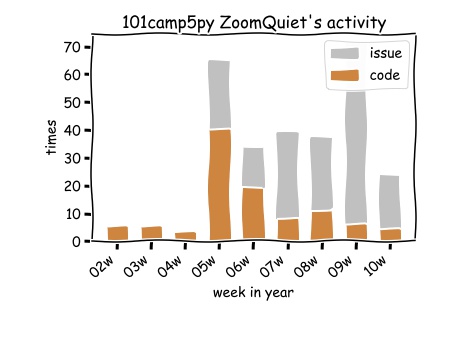 101camp5py ZoomQuiet's activity
issue
code
70
60
50
40
30
20
10
0
times
02w 03w 04w 05w 06w 07w 08w 09w 10w
week in year